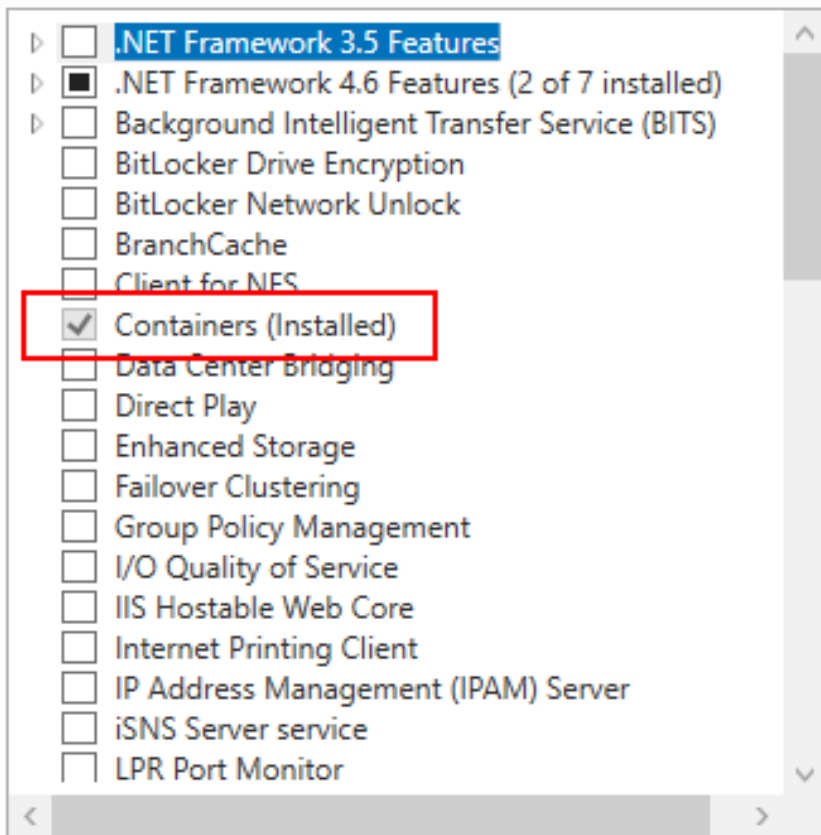 .NET Framework 3.5 Features
.NET Framework 4.6 Features (2 of 7 installed)
Background Intelligent Transfer Service (BITS)
BitLocker Drive Encryption
BitLocker Network Unlock
BranchCache
Client for NFS
Containers (Installed)
Data Center Bridging
Direct Play
Enhanced Storage
Failover Clustering
Group Policy Management
I/O Quality of Service
IIS Hostable Web Core
Internet Printing Client
IP Address Management (IPAM) Server
iSNS Server service
LPR Port Monitor